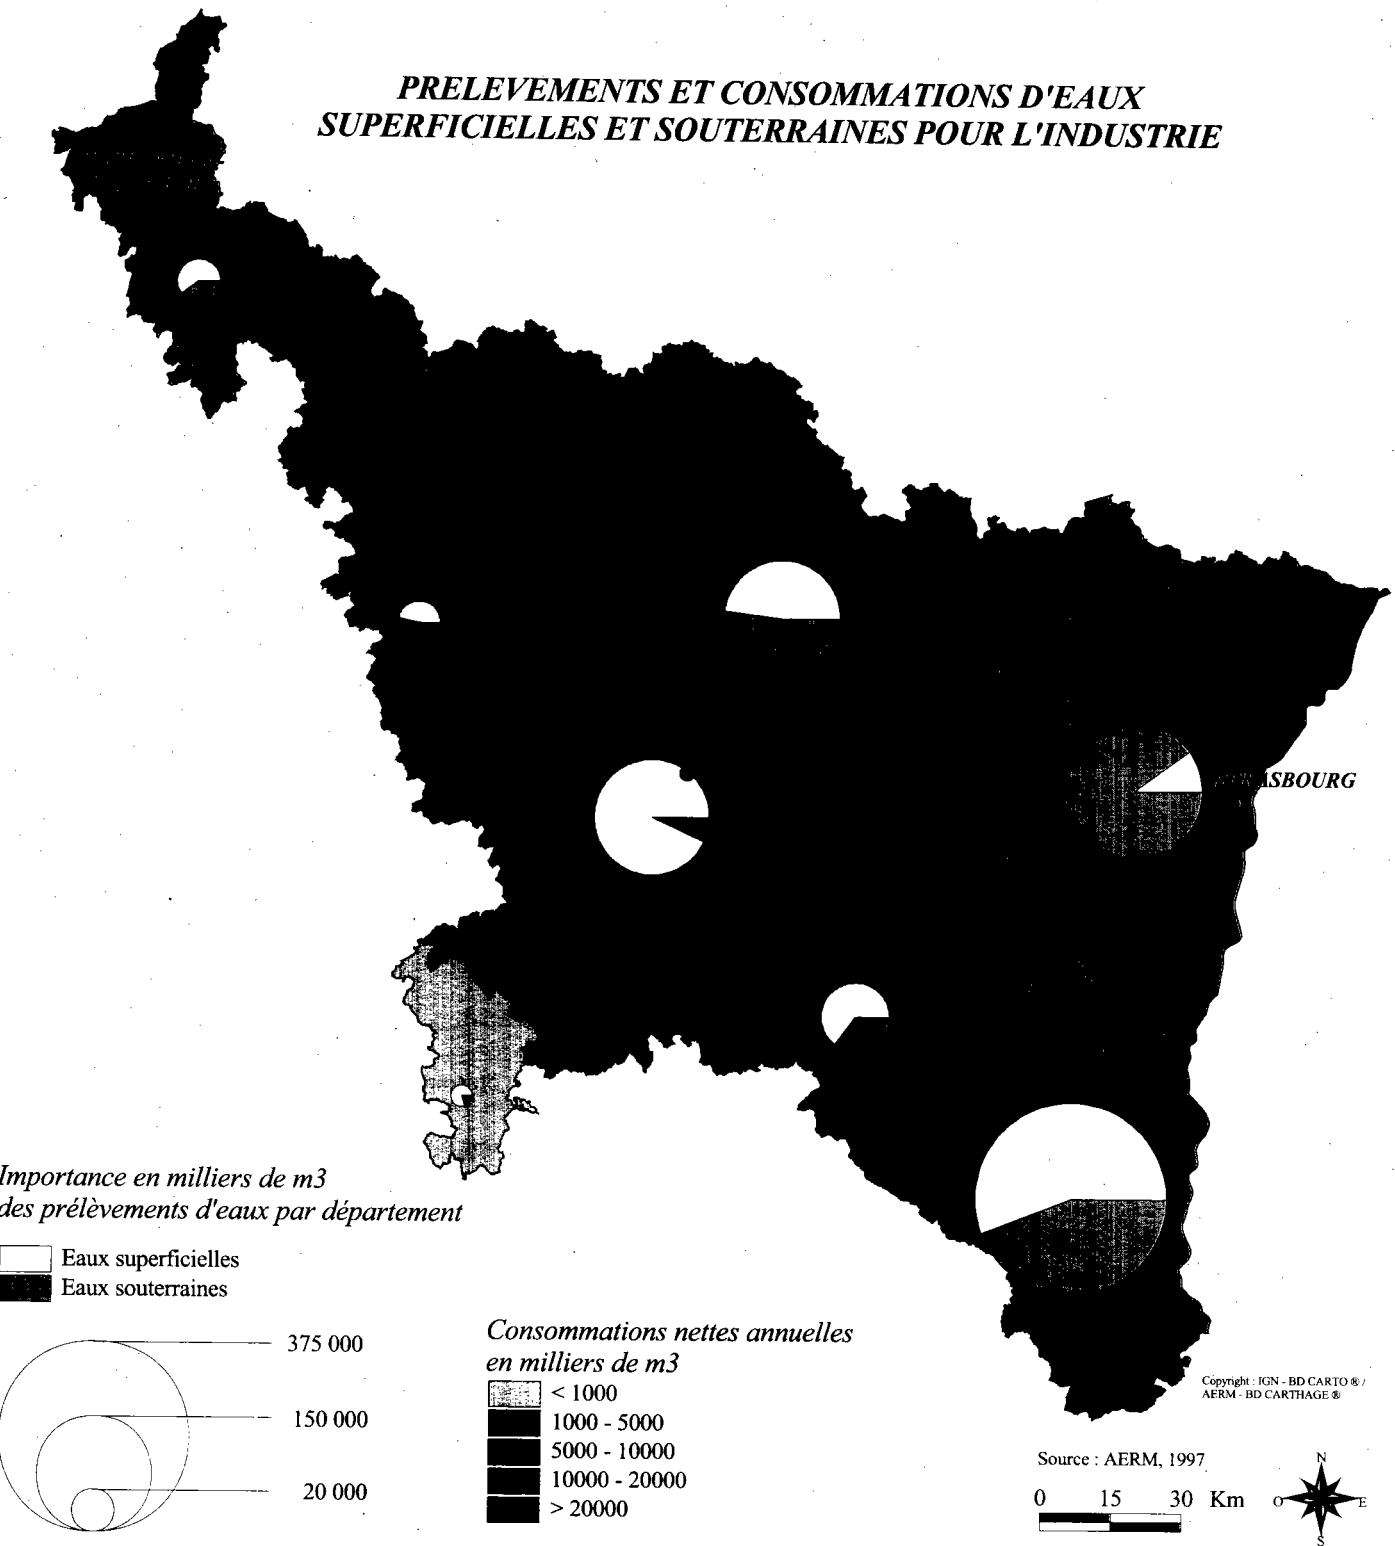 PRELEVEMENTS ET CONSOMMATIONS D'EAUX
SUPERFICIELLES ET SOUTERRAINES POUR L'INDUSTRIE
Importance en milliers de m3
des prélèvements d'eaux par département
Eaux superficielles
Eaux souterraines
375 000
150 000
20 000
Consommations nettes annuelles
en milliers de m3
< 1000
1000 - 5000
5000 - 10000
10000 - 20000
> 20000
Copyright : IGN - BD CARTO ® /
AERM - BD CARTHAGE ®
Source : AERM, 1997
0 15 30 Km
N
O E
S